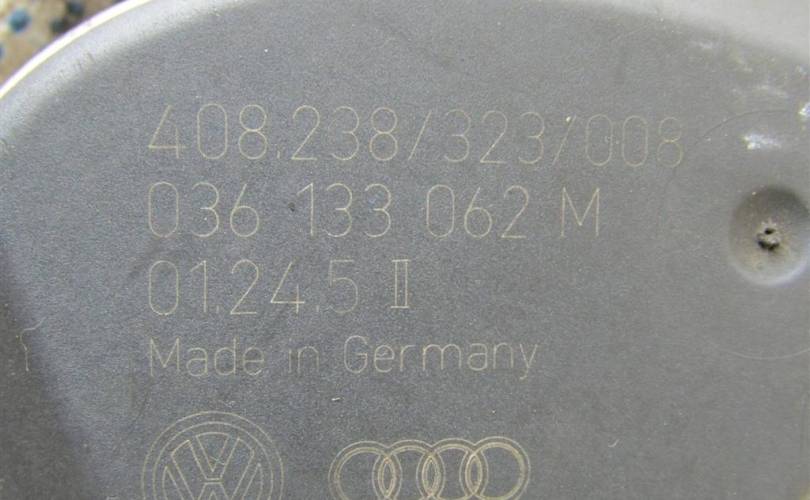 408.238/323/008
036 133 062 M
01.24.5 II
Made in Germany